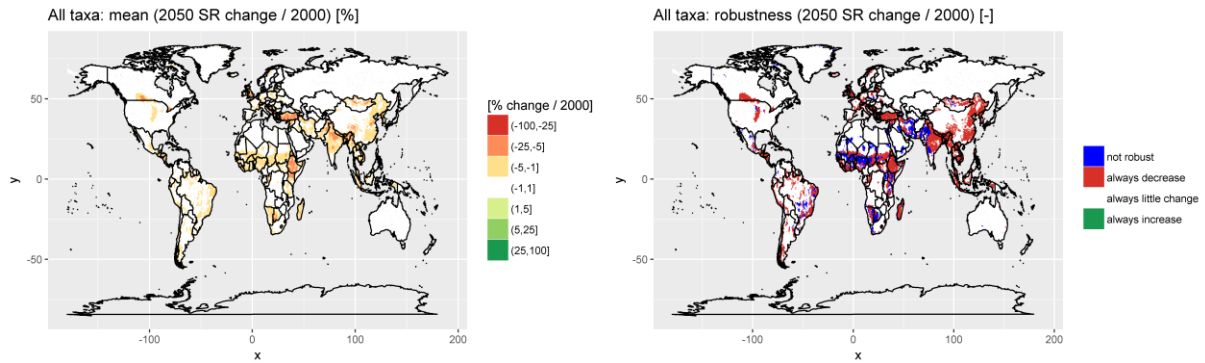 All taxa: mean (2050 SR change / 2000) [%]
50
0
-50
y
-100
0
100
200
x
[% change / 2000]
(-100,-25]
(-25,-5]
(-5,-1]
(-1,1]
(1,5]
(5,25]
(25,100]
All taxa: robustness (2050 SR change / 2000) [-]
50
0
-50
y
-100
0
100
200
x
not robust
always decrease
always little change
always increase